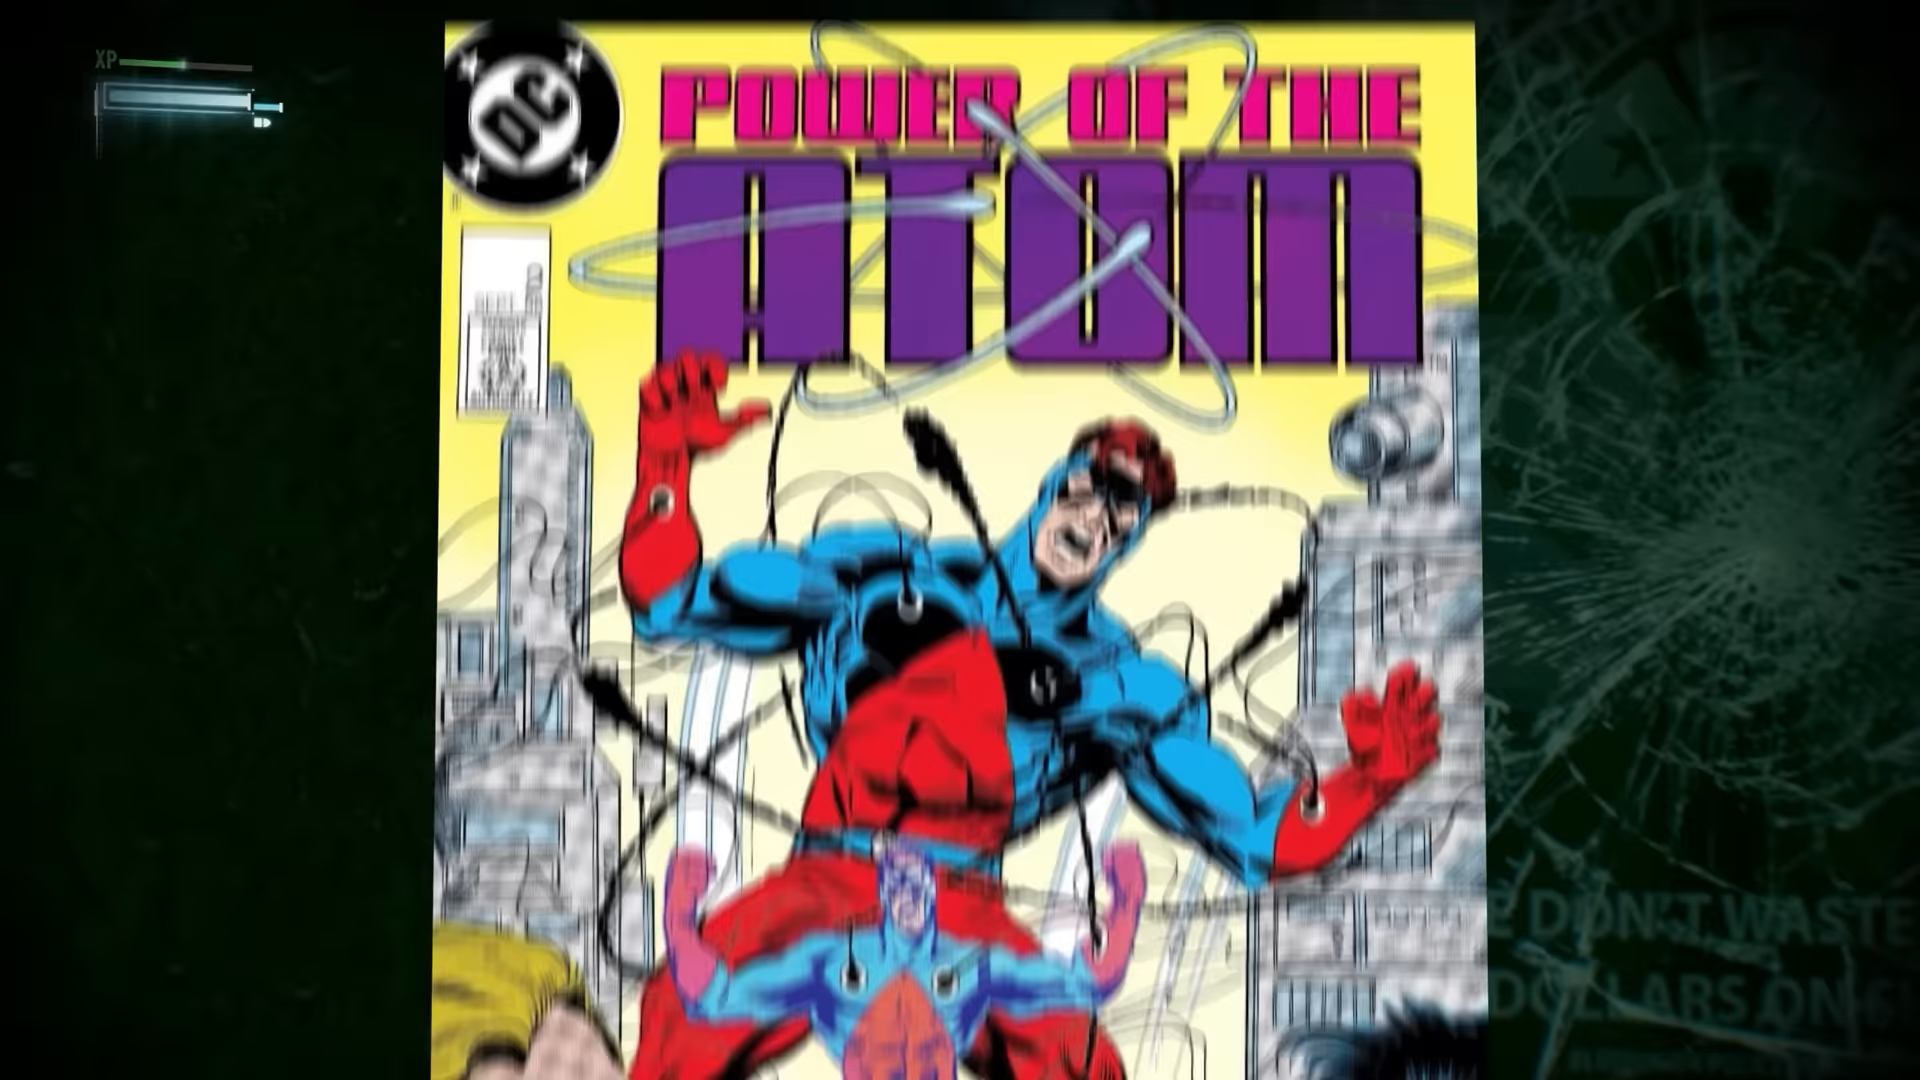 XP
DC
POWER OF THE
ATOM
DON'T WASTE
DOLLARS ON